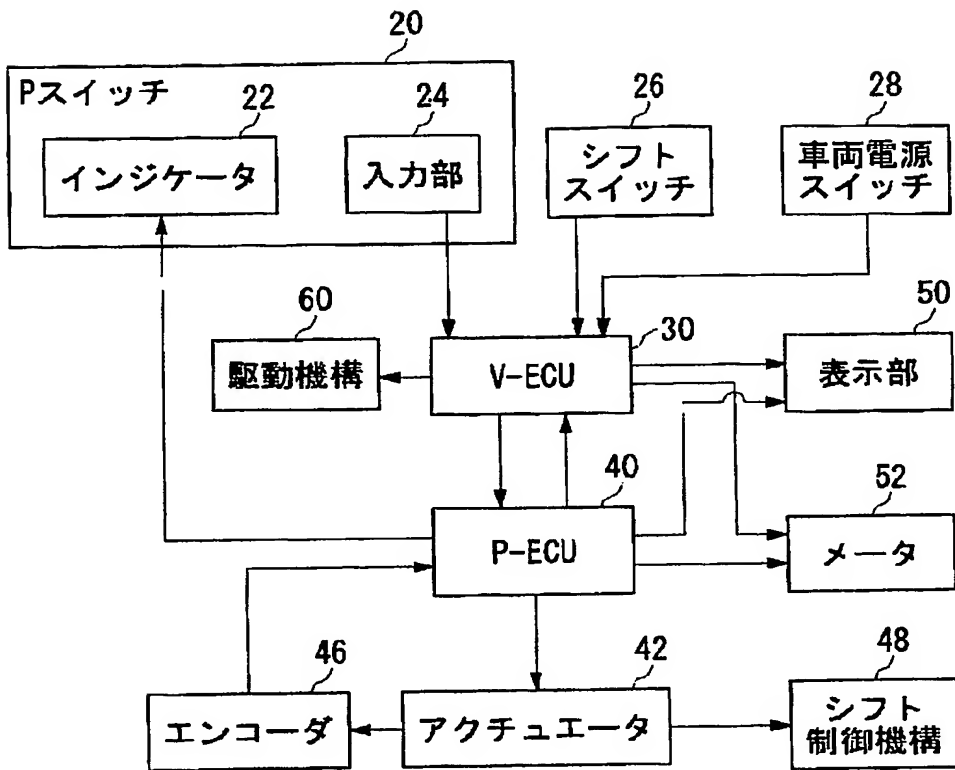 20
Pスイッチ
22
24
26
28
インジケータ
入力部
シフト
スイッチ
車両電源
スイッチ
60
30
50
駆動機構
V-ECU
表示部
40
52
P-ECU
メータ
46
42
48
エンコーダ
アクチュエータ
シフト
制御機構